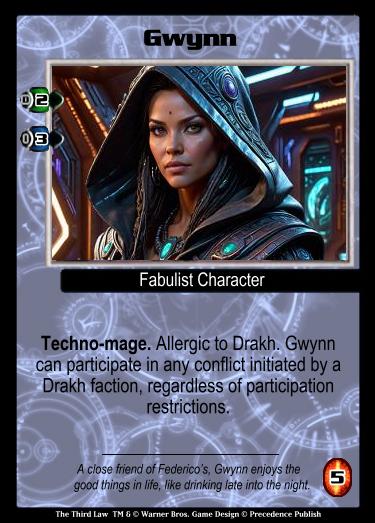 Gwynn
2
3
Fabulist Character
Techno-mage. Allergic to Drakh. Gwynn
can participate in any conflict initiated by a
Drakh faction, regardless of participation
restrictions.
A close friend of Federico's, Gwynn enjoys the
good things in life, like drinking late into the night.
5
The Third Law TM & © Warner Bros. Game Design © Precedence Publish